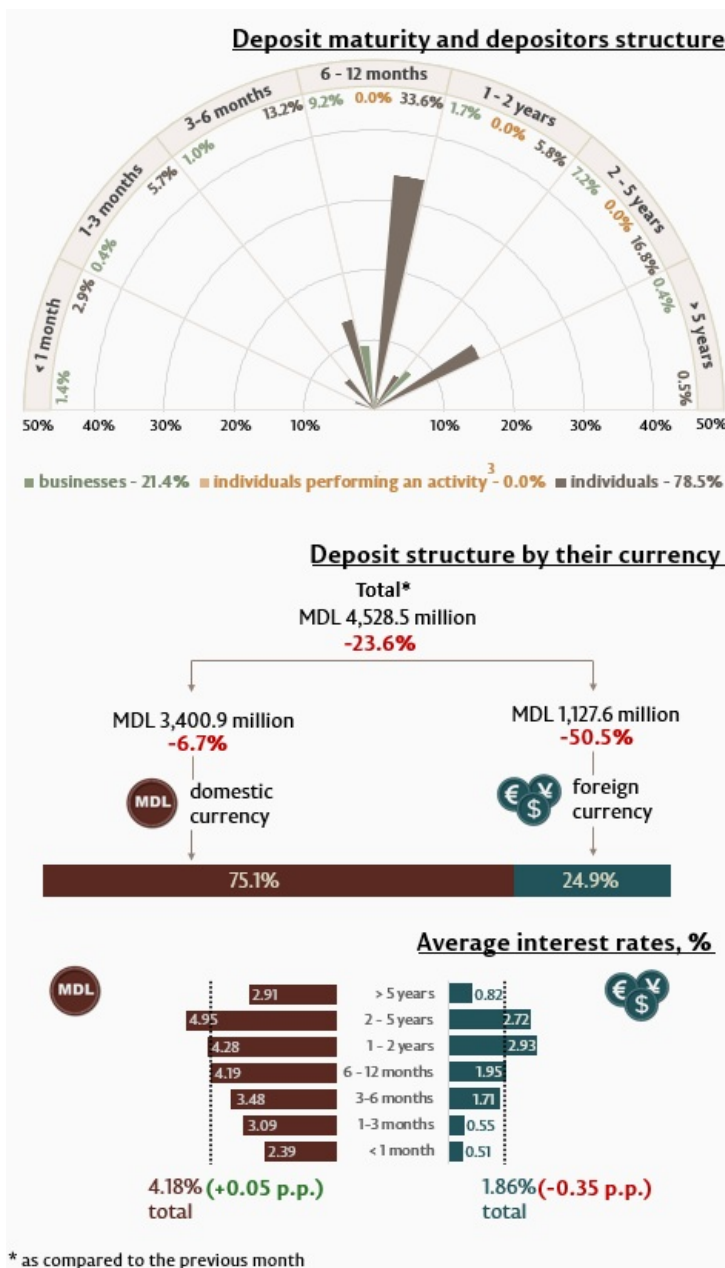 Deposit maturity and depositors structure
< 1 month
1-3 months
3-6 months
6 - 12 months
1 - 2 years
2 - 5 years
> 5 years
1.4% 2.9%
0.4% 5.7%
1.0% 13.2%
9.2% 0.0% 33.6%
1.7% 0.0% 5.8%
7.2% 0.0% 16.8%
0.4% 0.5%
50% 40% 30% 20% 10% 10% 20% 30% 40% 50%
businesses - 21.4% individuals performing an activity 3 - 0.0% individuals - 78.5%
Deposit structure by their currency
Total*
MDL 4,528.5 million
-23.6%
MDL 3,400.9 million
-6.7%
MDL 1,127.6 million
-50.5%
MDL
domestic
currency
€ ¥ $
foreign
currency
75.1% 24.9%
Average interest rates, %
MDL
€ ¥ $
2.91 > 5 years 0.82
4.95 2 - 5 years 2.72
4.28 1 - 2 years 2.93
4.19 6 - 12 months 1.95
3.48 3-6 months 1.71
3.09 1-3 months 0.55
2.39 < 1 month 0.51
4.18% (+0.05 p.p.)
total
1.86% (-0.35 p.p.)
total
* as compared to the previous month